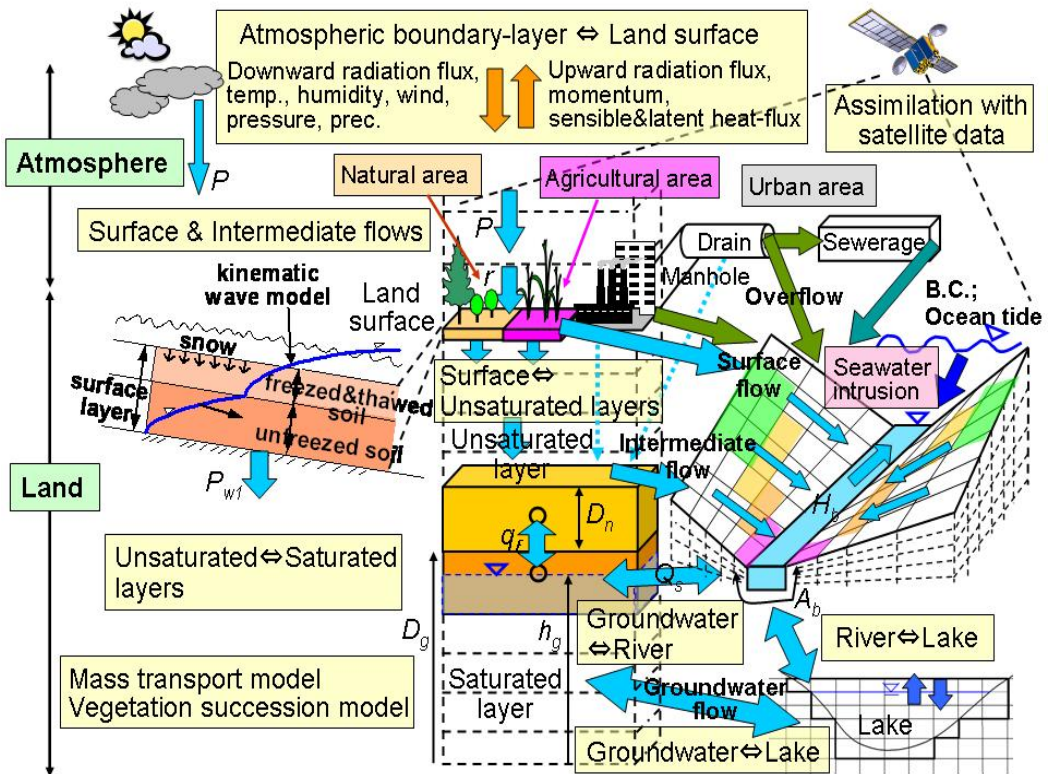 Atmospheric boundary-layer ⇔ Land surface
Downward radiation flux,
temp., humidity, wind,
pressure, prec.
Upward radiation flux,
momentum,
sensible&latent heat-flux
Assimilation with
satellite data
Atmosphere
P
Natural area
Agricultural area
Urban area
Surface & Intermediate flows
P
r
Drain
Sewerage
Manhole
Overflow
B.C.;
Ocean tide
kinematic
wave model
Land
surface
snow
surface
layer
freezed&thawed
soil
unfreezed soil
Surface⇔
Unsaturated layers
Surface
flow
Seawater
intrusion
Unsaturated
layer
Intermediate
flow
Land
Pw1
Dn
qf
Hb
Unsaturated⇔Saturated
layers
Qs
Ab
Dg
hg
Groundwater
⇔River
River⇔Lake
Mass transport model
Vegetation succession model
Saturated
layer
Groundwater
flow
Lake
Groundwater⇔Lake